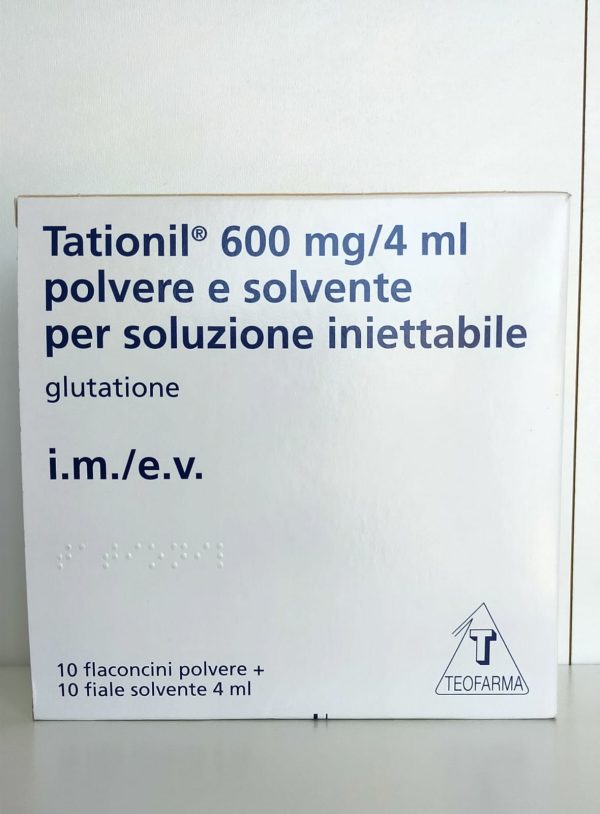 Tationil® 600 mg/4 ml
polvere e solvente
per soluzione iniettabile
glutatione
i.m./e.v.
10 flaconcini polvere +
10 fiale solvente 4 ml
T
TEOFARMA